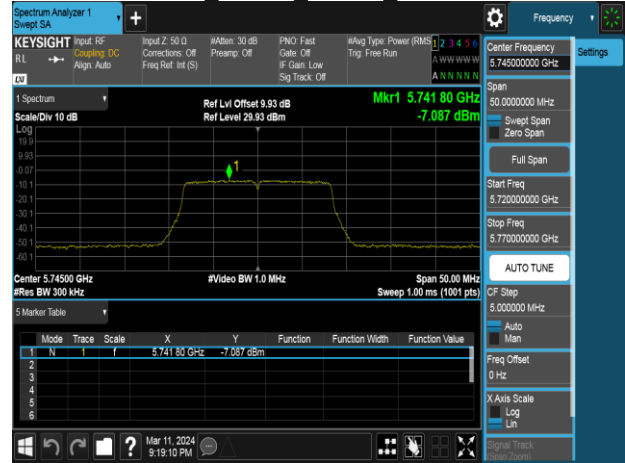 Spectrum Analyzer 1
Swept SA
+
Frequency
KEYSIGHT
RL
LXI
Input: RF
Coupling: DC
Align: Auto
Input Z: 50 Ω
Corrections: Off
Freq Ref: Int (S)
#Atten: 30 dB
Preamp: Off
PNO: Fast
Gate: Off
IF Gain: Low
Sig Track: Off
#Avg Type: Power (RMS
Trig: Free Run
1 2 3 4 5 6
A W W W W W
A N N N N N
Center Frequency
5.745000000 GHz
Settings
Span
50.0000000 MHz
Swept Span
Zero Span
Full Span
Start Freq
5.720000000 GHz
Stop Freq
5.770000000 GHz
AUTO TUNE
CF Step
5.000000 MHz
Auto
Man
Freq Offset
0 Hz
X Axis Scale
Log
Lin
Signal Track
(Span Zoom)
1 Spectrum
Scale/Div 10 dB
Ref Lvl Offset 9.93 dB
Ref Level 29.93 dBm
Mkr1 5.741 80 GHz
-7.087 dBm
Log
19.9
9.93
-0.07
-10.1
-20.1
-30.1
-40.1
-50.1
-60.1
1
Center 5.74500 GHz
#Res BW 300 kHz
#Video BW 1.0 MHz
Span 50.00 MHz
Sweep 1.00 ms (1001 pts)
5 Marker Table
Mode Trace Scale X Y Function Function Width Function Value
1 N 1 f 5.741 80 GHz -7.087 dBm
2
3
4
5
6
?
Mar 11, 2024
9:19:10 PM